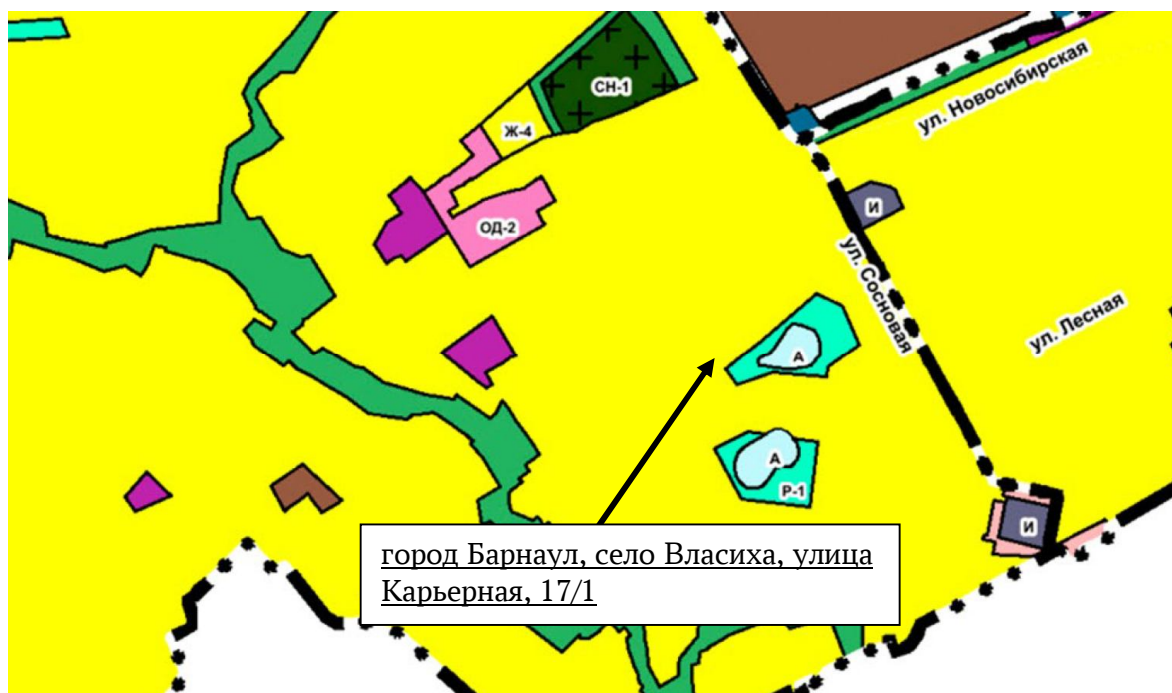 СН-1
ул. Новосибирская
Ж-4
И
ОД-2
ул. Сосновая
ул. Лесная
А
А
Р-1
И
город Барнаул, село Власиха, улица
Карьерная, 17/1